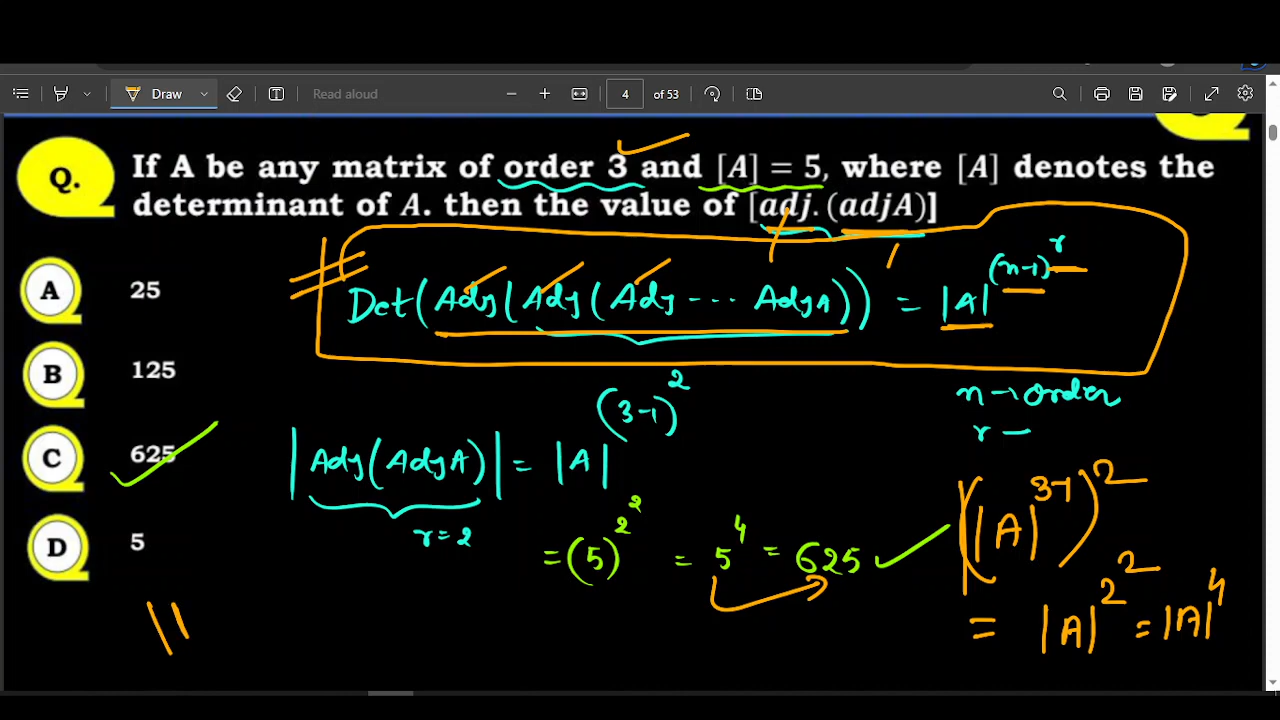 Draw
Read aloud
4 of 53
Q. If A be any matrix of order 3 and [A] = 5, where [A] denotes the
determinant of A. then the value of [adj. (adjA)]
A 25
Det(Adj(Adj(Adj --- AdjA)) = |A|^(n-1)^r
B 125
n → order
r –
C 625
|Adj(AdjA)| = |A|^(3-1)^2
r = 2
= (5)^2^2 = 5^4 = 625
D 5
((|A|^3-1)^2
= |A|^2^2 = |A|^4